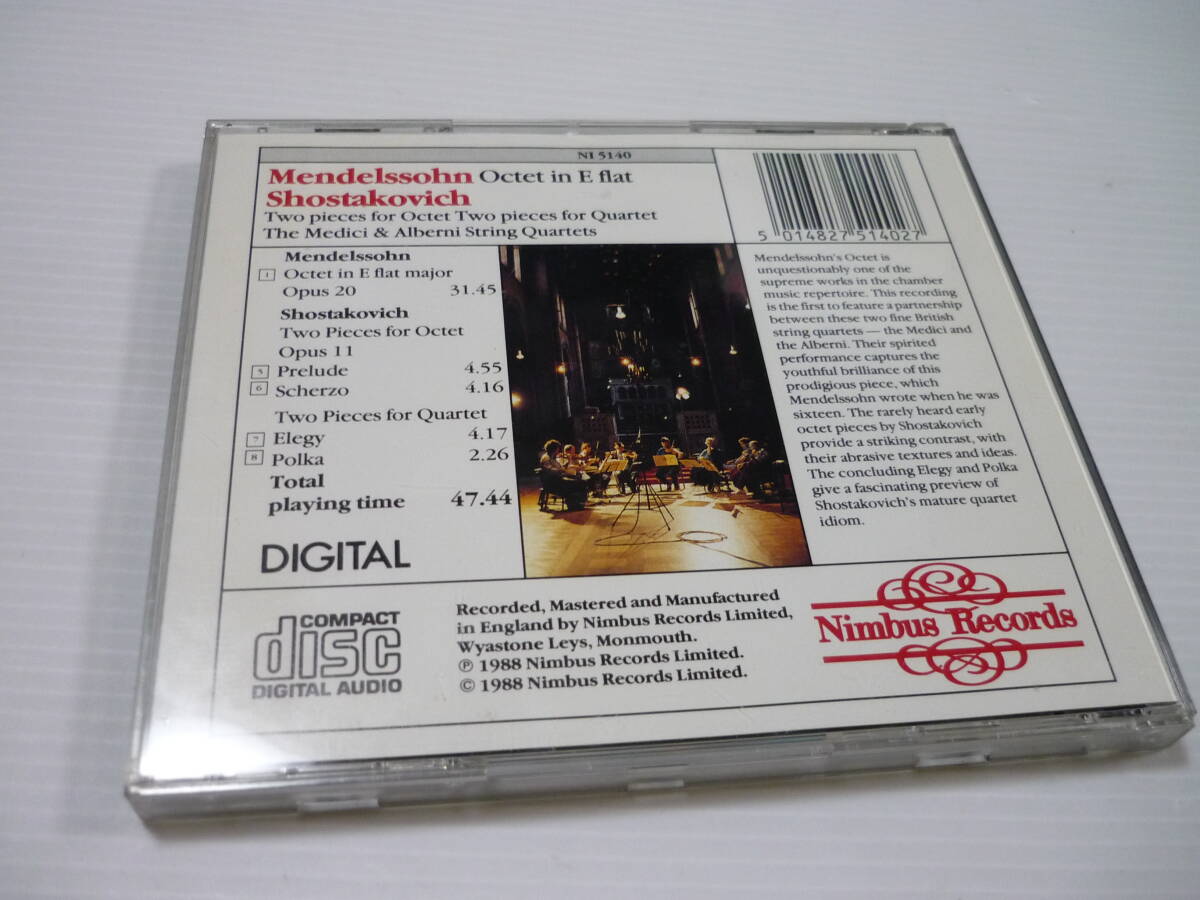 NI 5140
Mendelssohn Octet in E flat
Shostakovich
Two pieces for Octet Two pieces for Quartet
The Medici & Alberni String Quartets
5 014827 514027
Mendelssohn
1 Octet in E flat major
Opus 20 31.45
Shostakovich
Two Pieces for Octet
Opus 11
5 Prelude 4.55
6 Scherzo 4.16
Two Pieces for Quartet
7 Elegy 4.17
8 Polka 2.26
Total
playing time 47.44
DIGITAL
Mendelssohn's Octet is
unquestionably one of the
supreme works in the chamber
music repertoire. This recording
is the first to feature a partnership
between these two fine British
string quartets — the Medici and
the Alberni. Their spirited
performance captures the
youthful brilliance of this
prodigious piece, which
Mendelssohn wrote when he was
sixteen. The rarely heard early
octet pieces by Shostakovich
provide a striking contrast, with
their abrasive textures and ideas.
The concluding Elegy and Polka
give a fascinating preview of
Shostakovich's mature quartet
idiom.
COMPACT
disc
DIGITAL AUDIO
Recorded, Mastered and Manufactured
in England by Nimbus Records Limited,
Wyastone Leys, Monmouth.
℗ 1988 Nimbus Records Limited.
© 1988 Nimbus Records Limited.
Nimbus Records